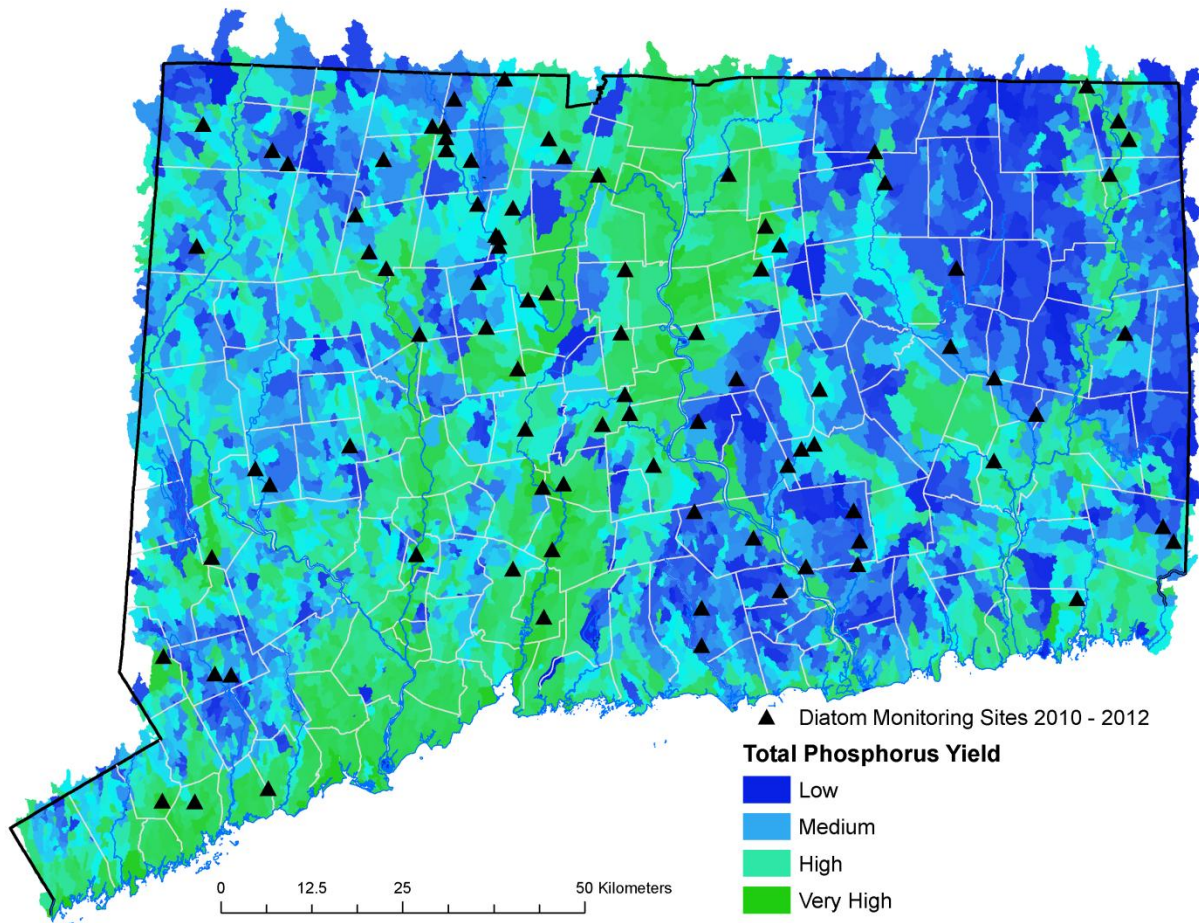 Diatom Monitoring Sites 2010 - 2012
Total Phosphorus Yield
Low
Medium
High
Very High
0 12.5 25 50 Kilometers